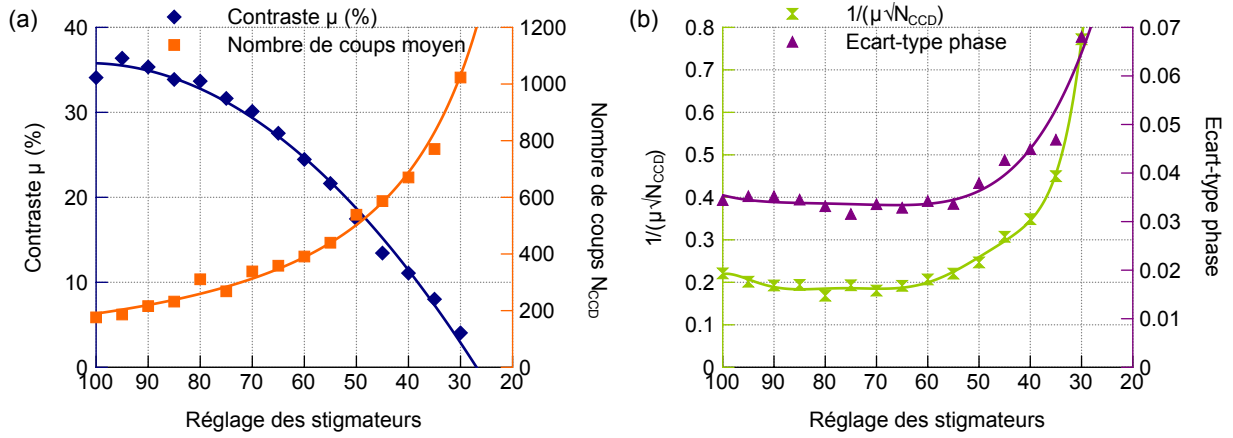 (a)
Contraste μ (%)
Nombre de coups moyen
40
30
20
10
0
1200
1000
800
600
400
200
0
100 90 80 70 60 50 40 30 20
Contraste μ (%)
Nombre de coups N_CCD
Réglage des stigmateurs
(b)
1/(μ√N_CCD)
Ecart-type phase
0.8
0.7
0.6
0.5
0.4
0.3
0.2
0.1
0
0.07
0.06
0.05
0.04
0.03
0.02
0.01
0
100 90 80 70 60 50 40 30 20
1/(μ√N_CCD)
Ecart-type phase
Réglage des stigmateurs